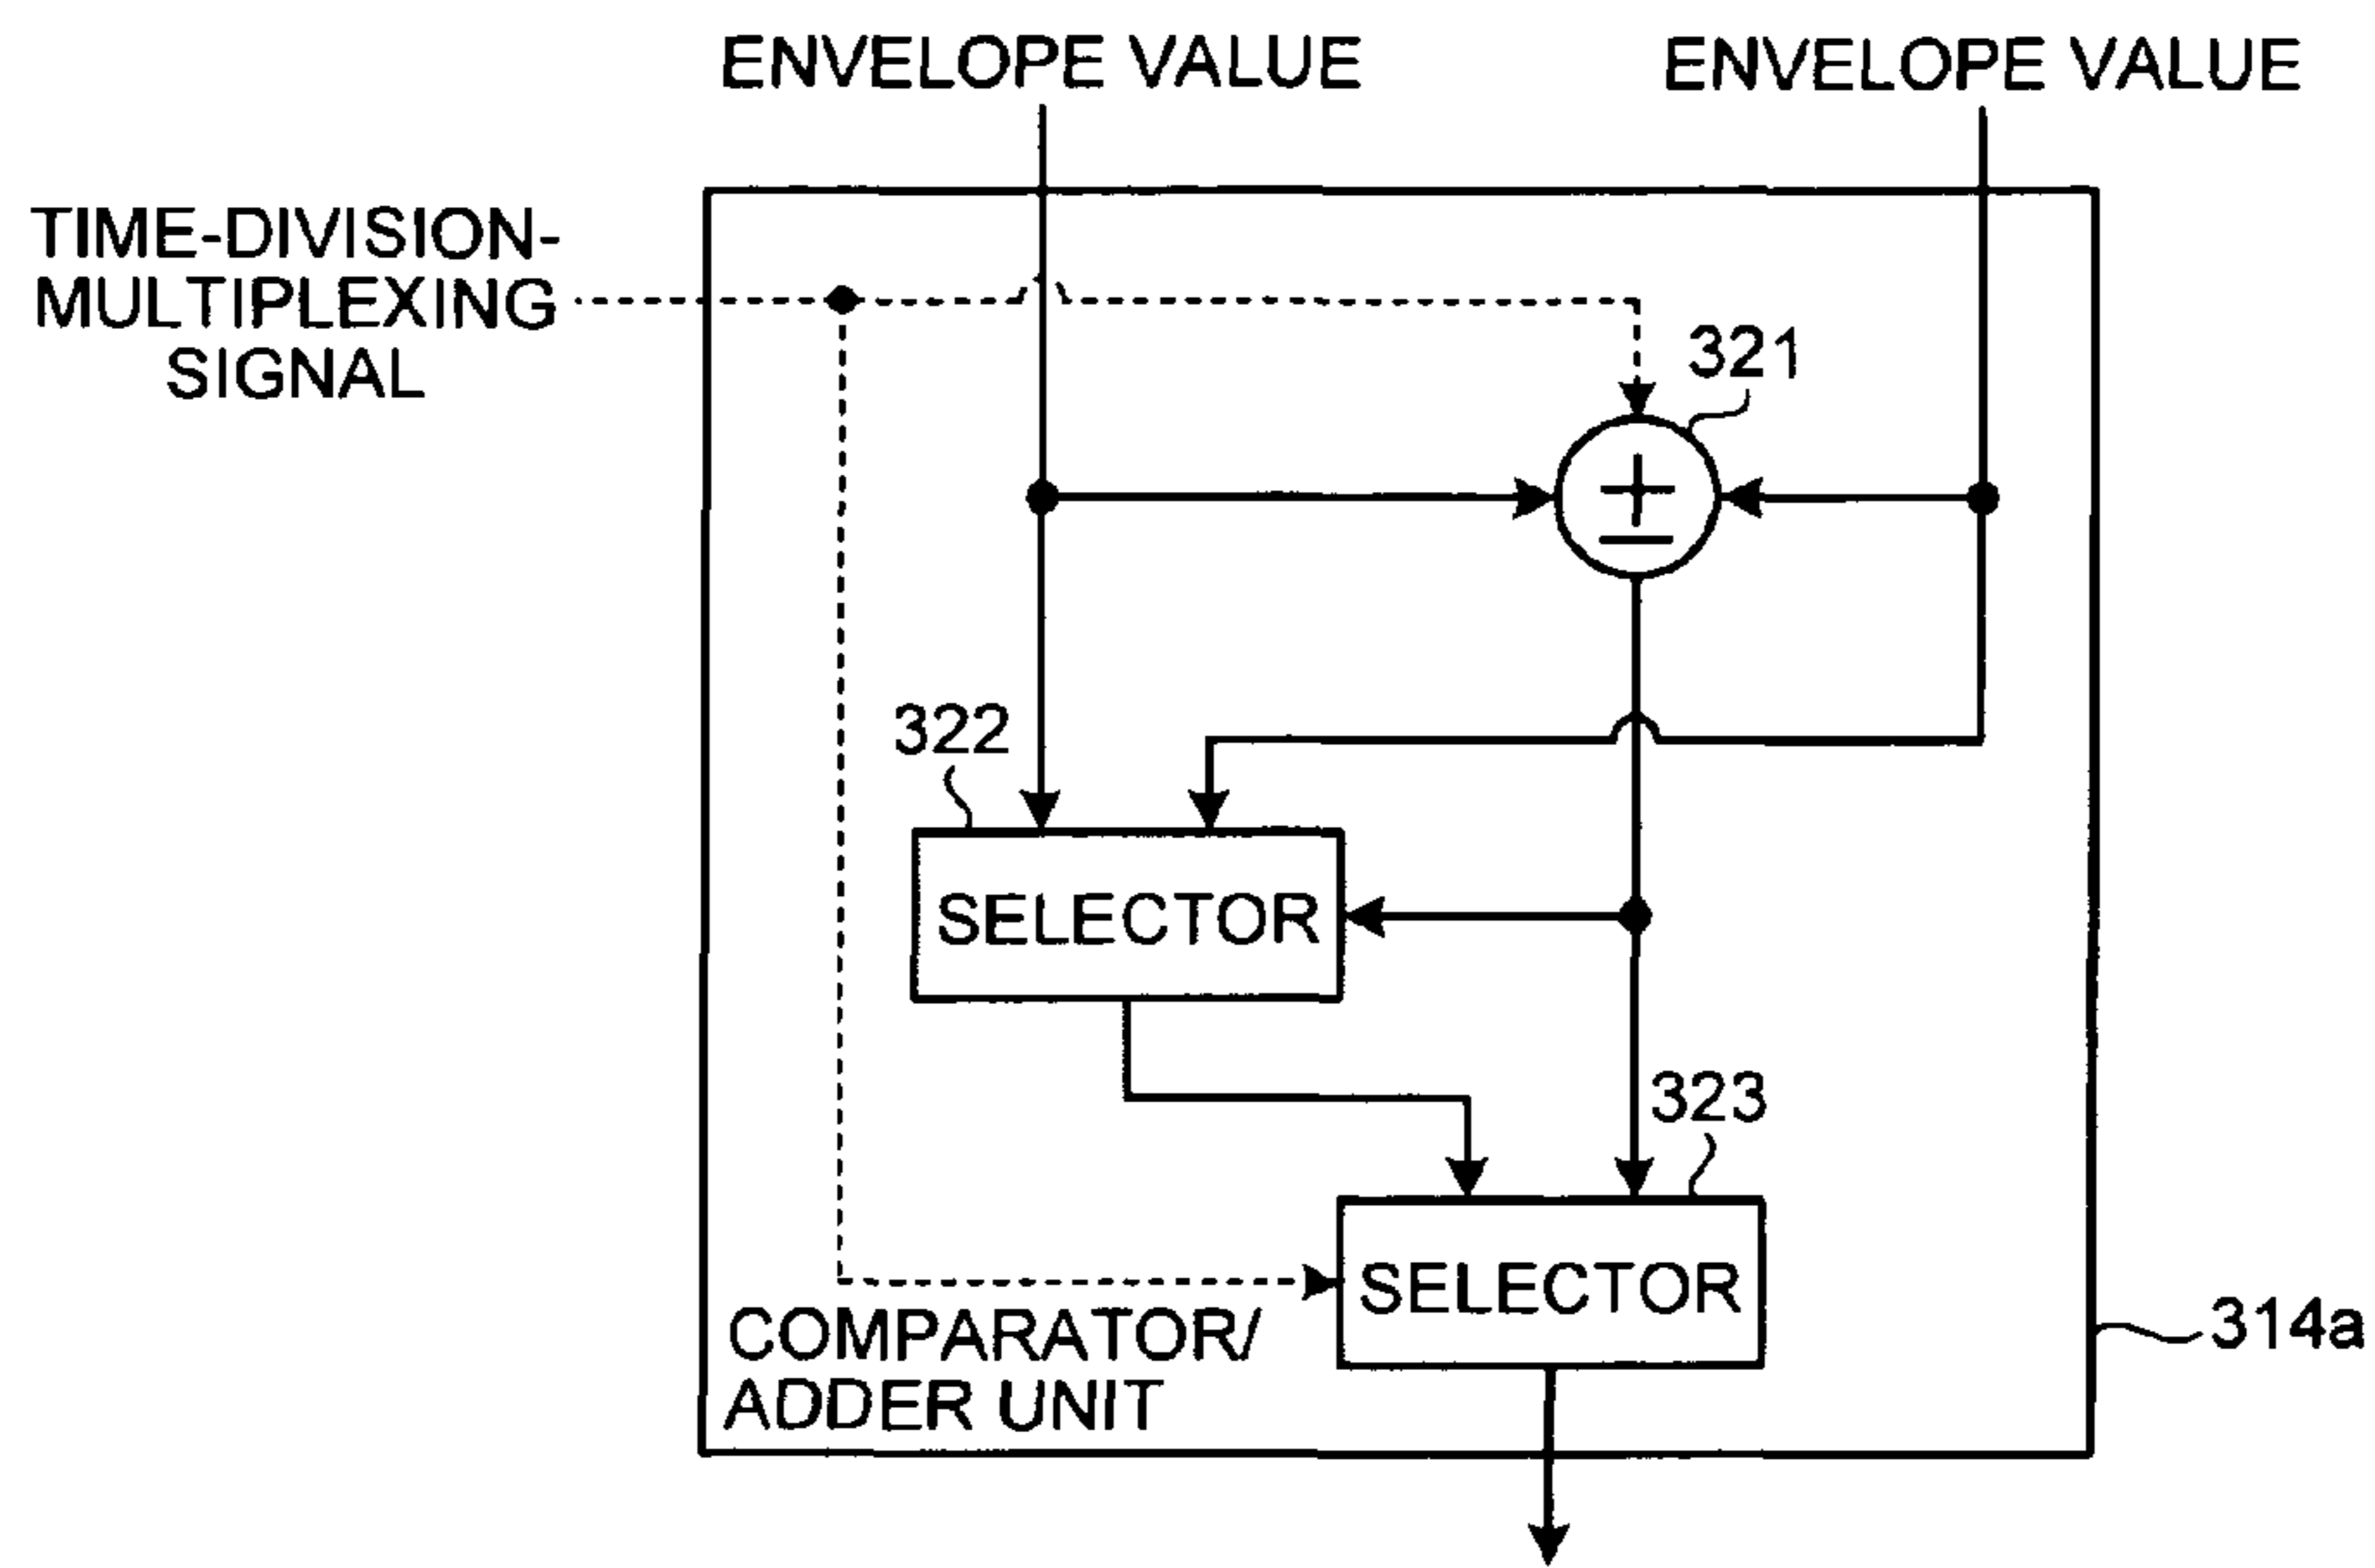 ENVELOPE VALUE
ENVELOPE VALUE
TIME-DIVISION-
MULTIPLEXING
SIGNAL
321
322
SELECTOR
323
SELECTOR
COMPARATOR/
ADDER UNIT
314a